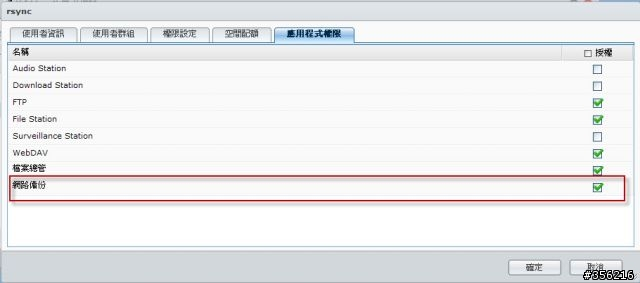 rsync
使用者資訊 使用者群組 權限設定 空間配額 應用程式權限
名稱 授權
Audio Station
Download Station
FTP
File Station
Surveillance Station
WebDAV
檔案總管
網路備份
確定 取消
#356216